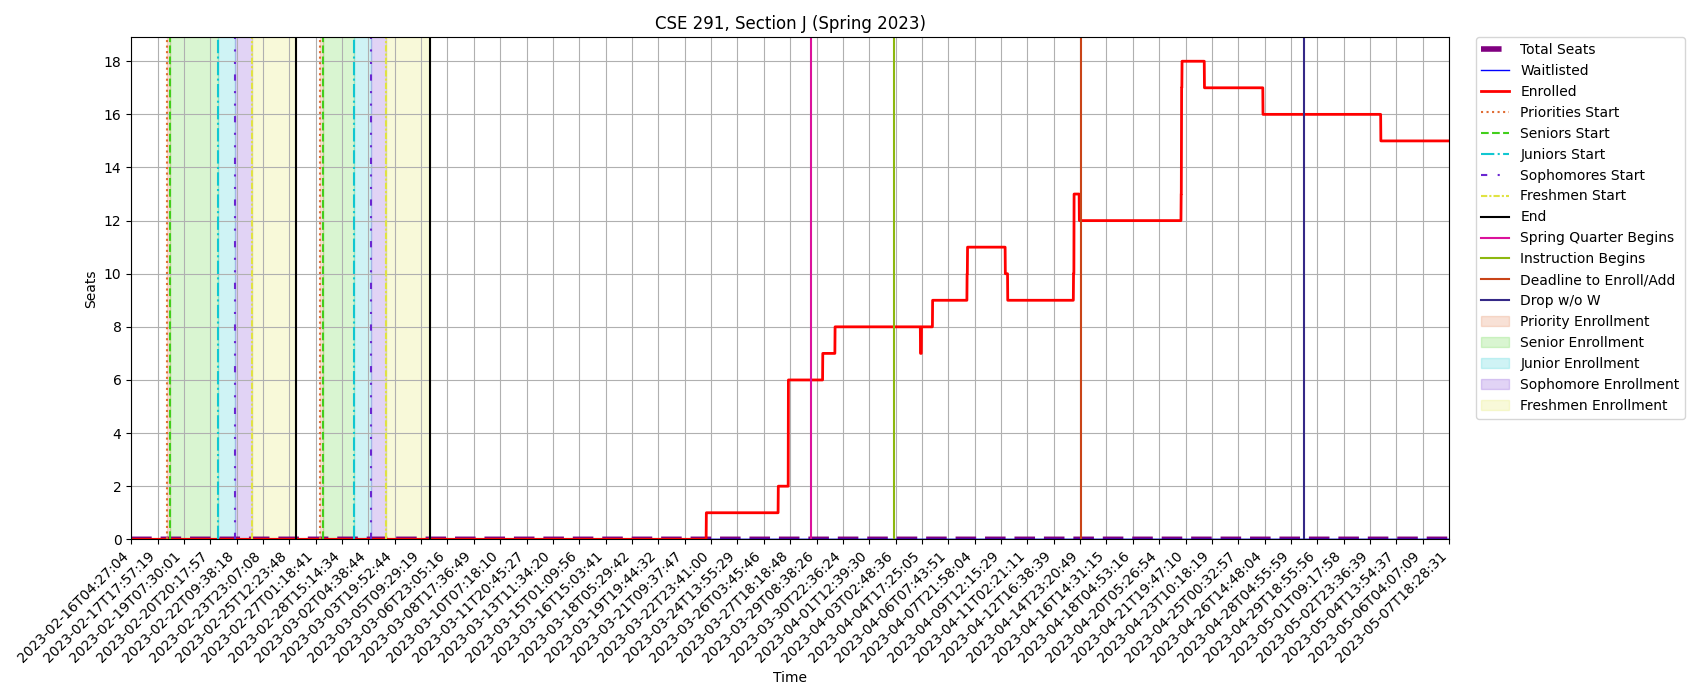 CSE 291, Section J (Spring 2023)
Seats
18
16
14
12
10
8
6
4
2
0
2023-02-16T04:27:04
2023-02-17T17:57:19
2023-02-19T07:30:01
2023-02-20T20:17:57
2023-02-22T09:38:18
2023-02-23T23:07:08
2023-02-25T12:23:48
2023-02-27T01:18:41
2023-02-28T15:14:34
2023-03-02T04:38:44
2023-03-03T19:52:44
2023-03-05T09:29:19
2023-03-06T23:05:16
2023-03-08T17:36:49
2023-03-10T07:18:10
2023-03-11T20:45:27
2023-03-13T11:34:20
2023-03-15T01:09:56
2023-03-16T15:03:41
2023-03-18T05:29:42
2023-03-19T19:44:32
2023-03-21T09:37:47
2023-03-22T23:41:00
2023-03-24T13:55:29
2023-03-26T03:45:46
2023-03-27T18:18:48
2023-03-29T08:38:26
2023-03-30T22:36:24
2023-04-01T12:39:30
2023-04-03T02:48:36
2023-04-04T17:25:05
2023-04-06T07:43:51
2023-04-07T21:58:04
2023-04-09T12:15:29
2023-04-11T02:21:11
2023-04-12T16:38:39
2023-04-14T23:20:49
2023-04-16T14:31:15
2023-04-18T04:53:16
2023-04-20T05:26:54
2023-04-21T19:47:10
2023-04-23T10:18:19
2023-04-25T00:32:57
2023-04-26T14:48:04
2023-04-28T04:55:59
2023-04-29T18:55:56
2023-05-01T09:17:58
2023-05-02T23:36:39
2023-05-04T13:54:37
2023-05-06T04:07:09
2023-05-07T18:28:31
Time
Total Seats
Waitlisted
Enrolled
Priorities Start
Seniors Start
Juniors Start
Sophomores Start
Freshmen Start
End
Spring Quarter Begins
Instruction Begins
Deadline to Enroll/Add
Drop w/o W
Priority Enrollment
Senior Enrollment
Junior Enrollment
Sophomore Enrollment
Freshmen Enrollment